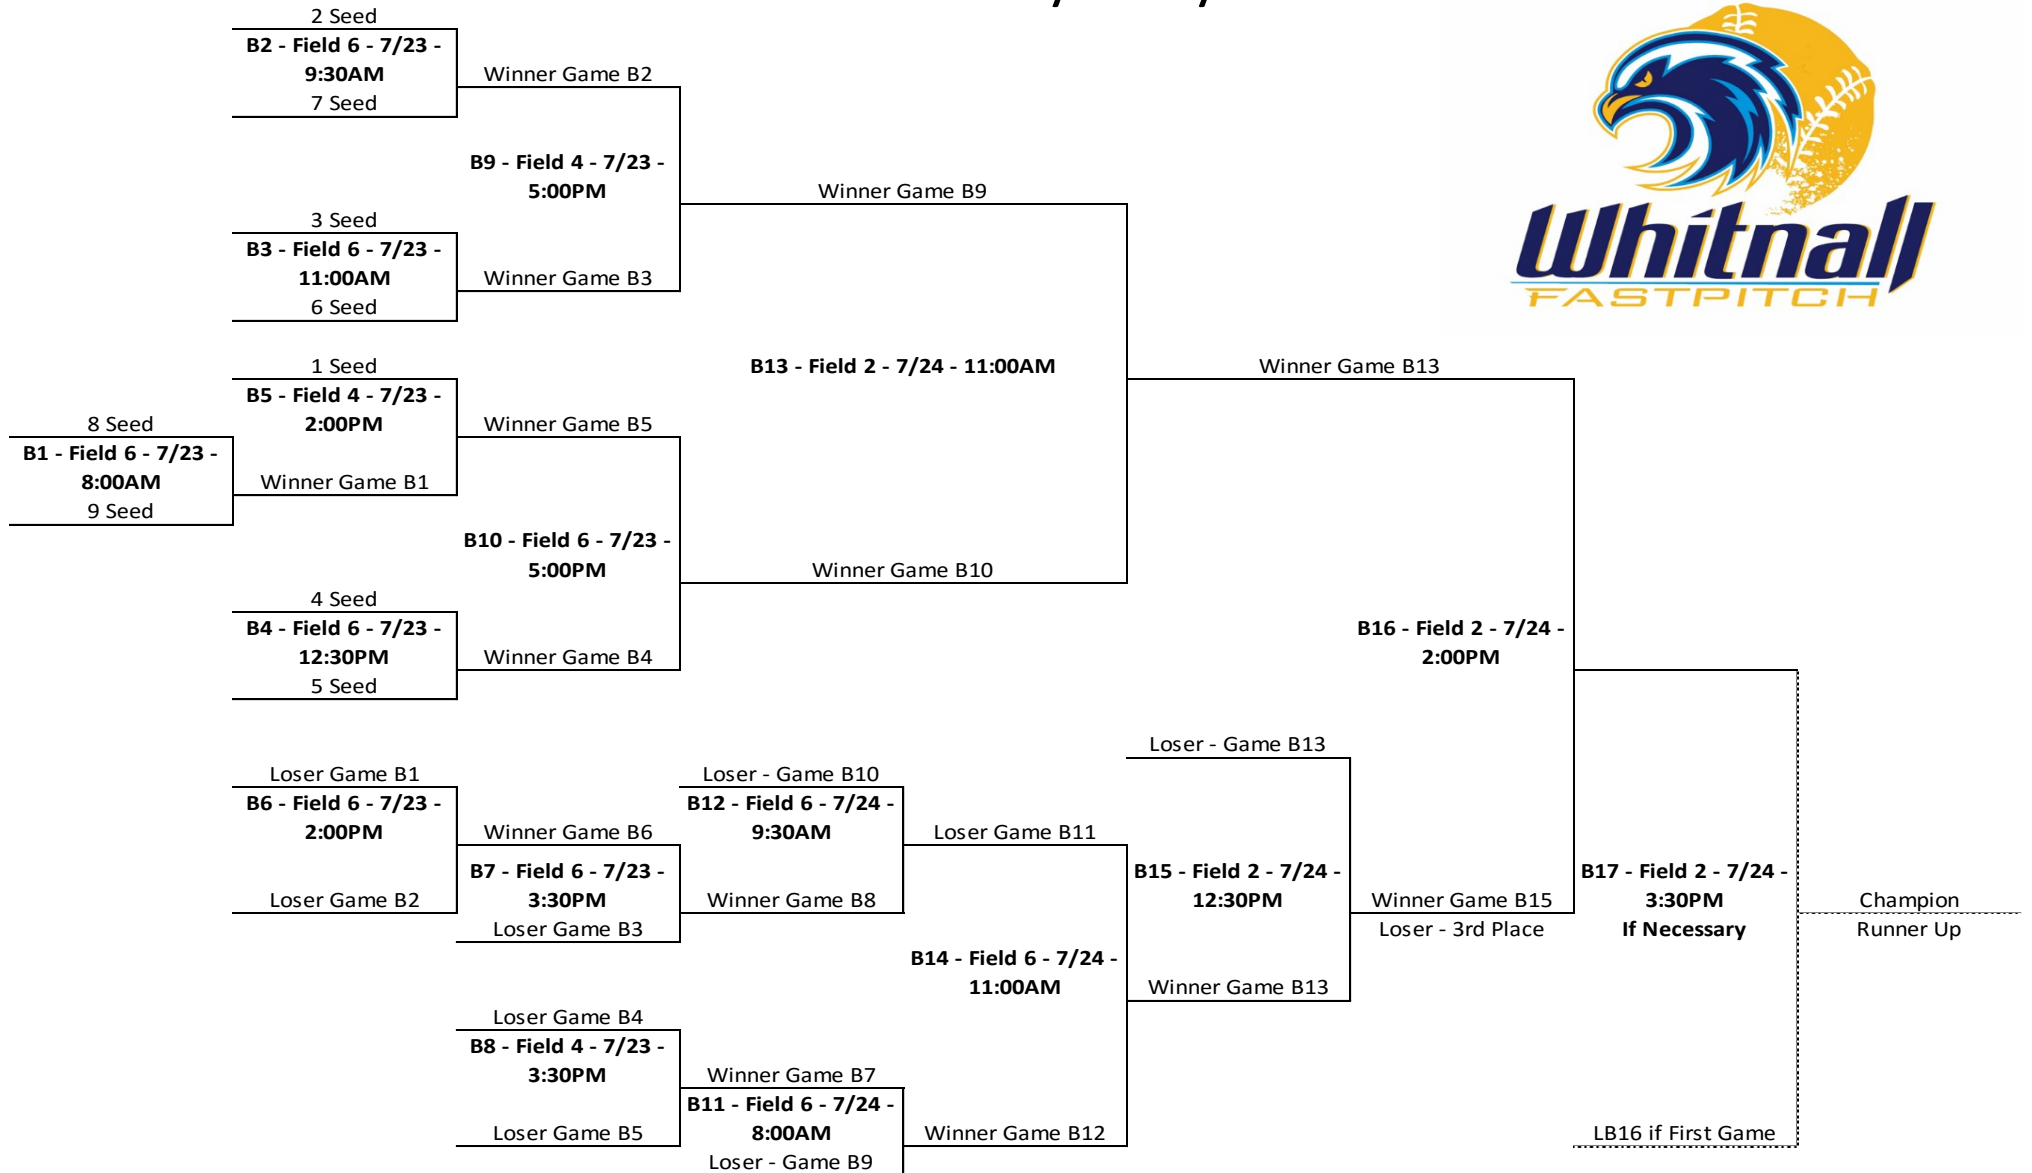 2 Seed
B2 - Field 6 - 7/23 -
9:30AM
7 Seed
Winner Game B2
B9 - Field 4 - 7/23 -
5:00PM
Winner Game B9
3 Seed
B3 - Field 6 - 7/23 -
11:00AM
6 Seed
Winner Game B3
Whitnall
FASTPITCH
1 Seed
B5 - Field 4 - 7/23 -
2:00PM
Winner Game B5
B13 - Field 2 - 7/24 - 11:00AM
Winner Game B13
8 Seed
B1 - Field 6 - 7/23 -
8:00AM
9 Seed
Winner Game B1
B10 - Field 6 - 7/23 -
5:00PM
Winner Game B10
4 Seed
B4 - Field 6 - 7/23 -
12:30PM
5 Seed
Winner Game B4
B16 - Field 2 - 7/24 -
2:00PM
Loser Game B1
B6 - Field 6 - 7/23 -
2:00PM
Loser Game B2
Winner Game B6
B7 - Field 6 - 7/23 -
3:30PM
Loser Game B3
Loser - Game B10
B12 - Field 6 - 7/24 -
9:30AM
Winner Game B8
Loser Game B11
Loser - Game B13
B15 - Field 2 - 7/24 -
12:30PM
Winner Game B15
Loser - 3rd Place
B17 - Field 2 - 7/24 -
3:30PM
If Necessary
Champion
Runner Up
B14 - Field 6 - 7/24 -
11:00AM
Winner Game B13
Loser Game B4
B8 - Field 4 - 7/23 -
3:30PM
Loser Game B5
Winner Game B7
B11 - Field 6 - 7/24 -
8:00AM
Loser - Game B9
Winner Game B12
LB16 if First Game